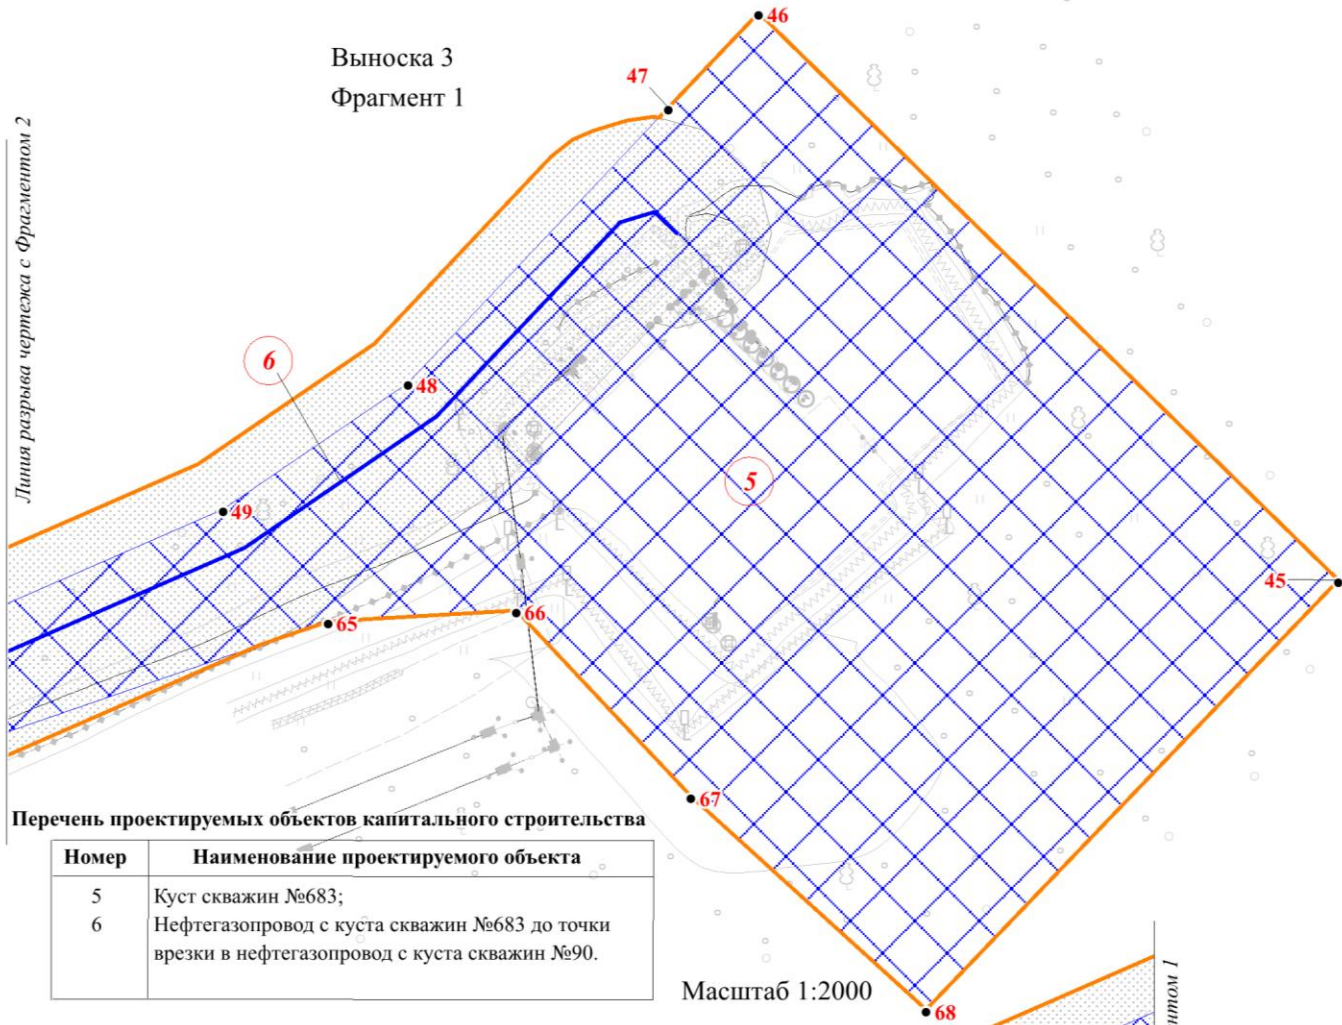 Выноска 3
Фрагмент 1
Линия разрыва чертежа с Фрагментом 2
46
47
6
48
49
5
45
65
66
67
68
Перечень проектируемых объектов капитального строительства
Номер Наименование проектируемого объекта
5 Куст скважин №683;
6 Нефтегазопровод с куста скважин №683 до точки
врезки в нефтегазопровод с куста скважин №90.
Масштаб 1:2000